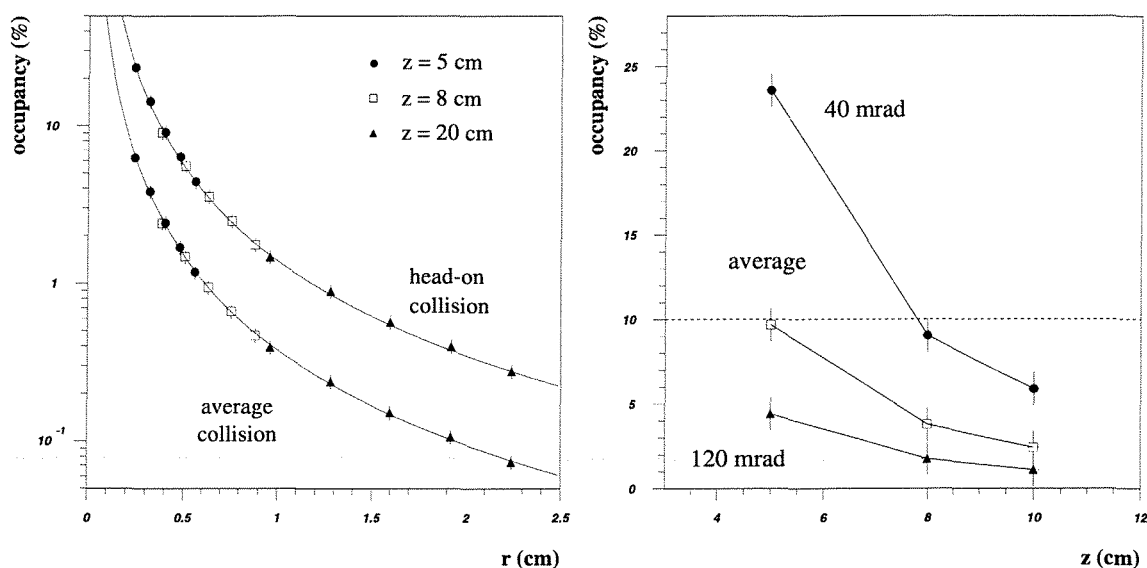 occupancy (%)
10
1
10⁻¹
z = 5 cm
z = 8 cm
z = 20 cm
head-on
collision
average
collision
0 0.5 1 1.5 2 2.5
r (cm)
occupancy (%)
25
20
15
10
5
0
40 mrad
average
120 mrad
4 6 8 10 12
z (cm)